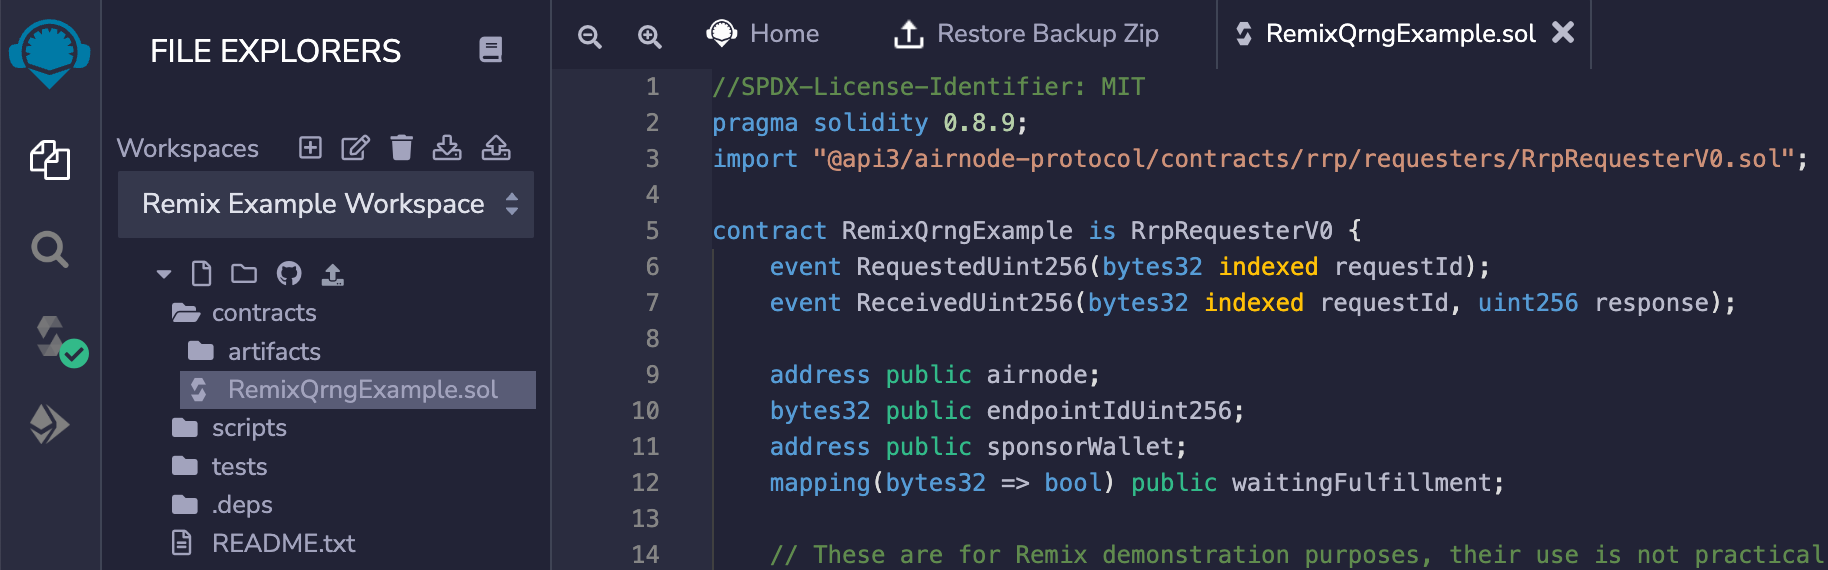 FILE EXPLORERS
Workspaces
Remix Example Workspace
contracts
artifacts
RemixQrngExample.sol
scripts
tests
.deps
README.txt
Home
Restore Backup Zip
RemixQrngExample.sol
1 //SPDX-License-Identifier: MIT
2 pragma solidity 0.8.9;
3 import "@api3/airnode-protocol/contracts/rrp/requesters/RrpRequesterV0.sol";
4
5 contract RemixQrngExample is RrpRequesterV0 {
6 event RequestedUint256(bytes32 indexed requestId);
7 event ReceivedUint256(bytes32 indexed requestId, uint256 response);
8
9 address public airnode;
10 bytes32 public endpointIdUint256;
11 address public sponsorWallet;
12 mapping(bytes32 => bool) public waitingFulfillment;
13
14 // These are for Remix demonstration purposes, their use is not practical